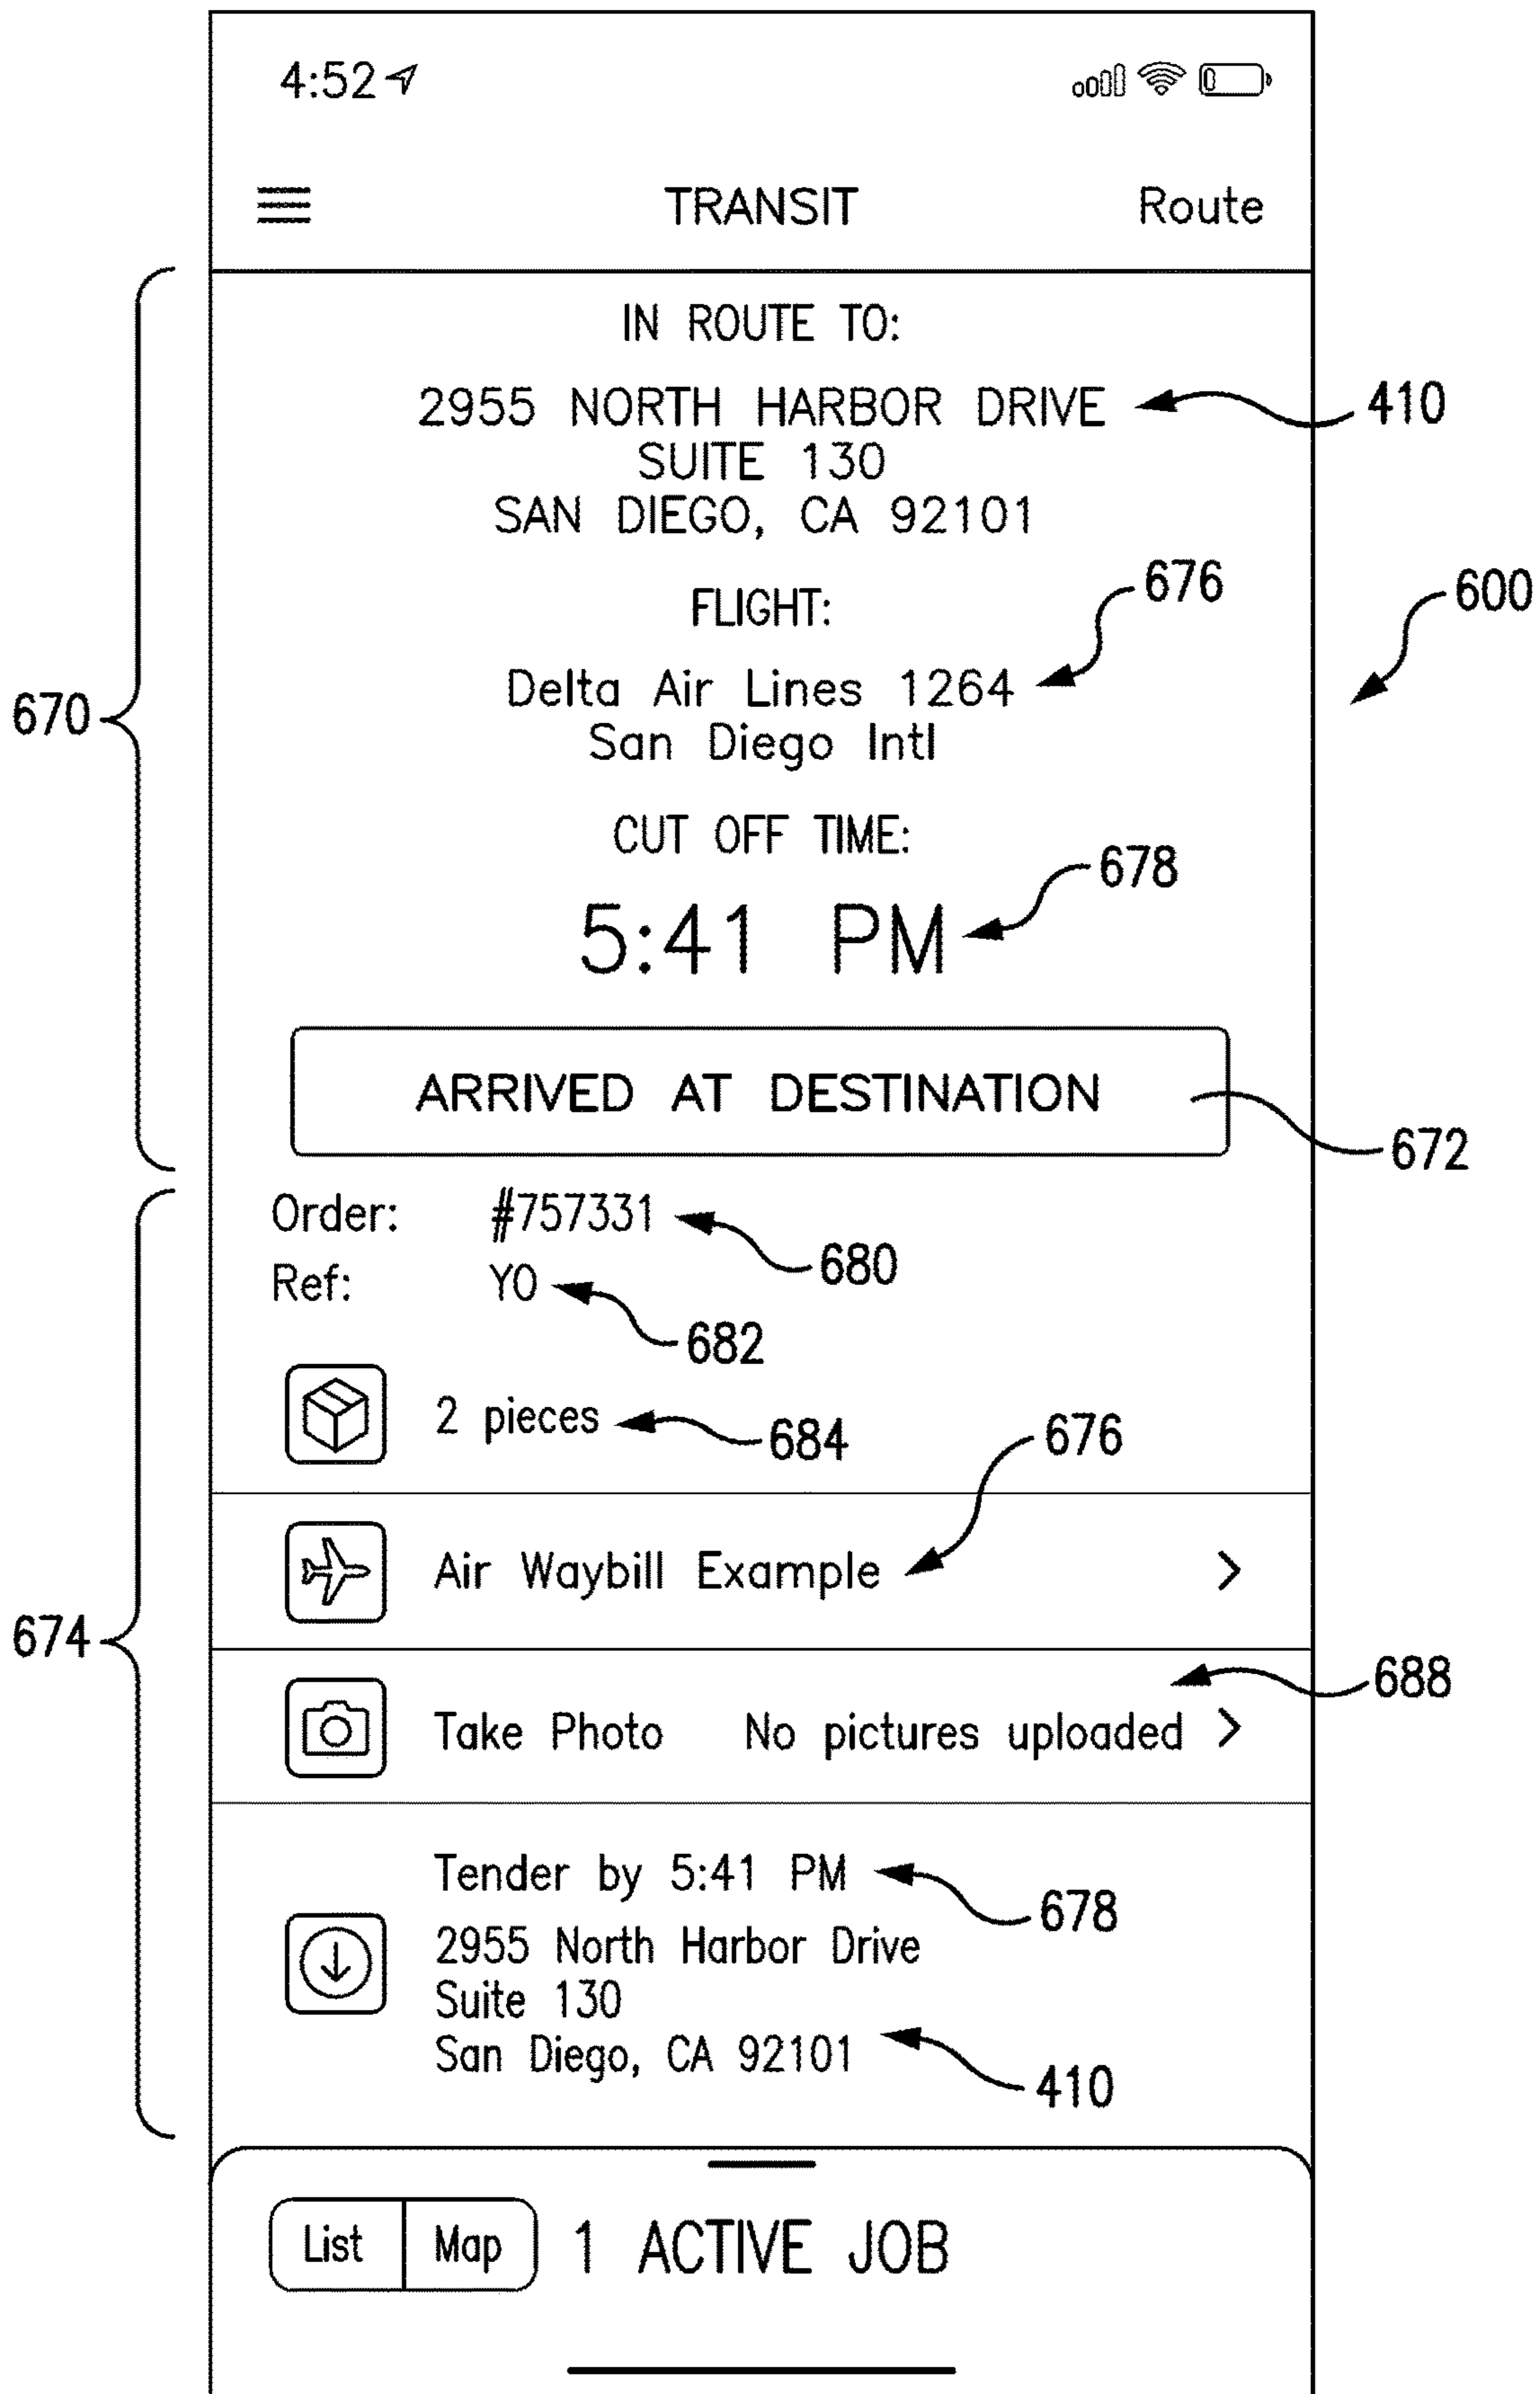 4:52
TRANSIT Route
IN ROUTE TO:
2955 NORTH HARBOR DRIVE 410
SUITE 130
SAN DIEGO, CA 92101
676
FLIGHT:
600
Delta Air Lines 1264
670
San Diego Intl
CUT OFF TIME:
678
5:41 PM
ARRIVED AT DESTINATION
672
Order: #757331
680
Ref: YO
682
2 pieces
684
676
Air Waybill Example
674
688
Take Photo No pictures uploaded
Tender by 5:41 PM
678
2955 North Harbor Drive
Suite 130
San Diego, CA 92101
410
List Map 1 ACTIVE JOB